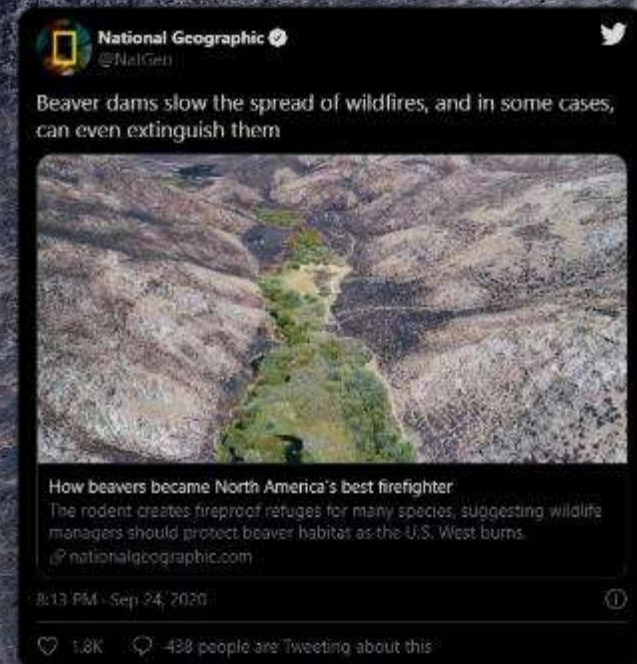 National Geographic
@NatGeo
Beaver dams slow the spread of wildfires, and in some cases,
can even extinguish them
How beavers became North America's best firefighter
The rodent creates fireproof refuges for many species, suggesting wildlife
managers should protect beaver habitat as the U.S. West burns.
nationalgeographic.com
8:13 PM · Sep 24, 2020
1.8K 438 people are Tweeting about this